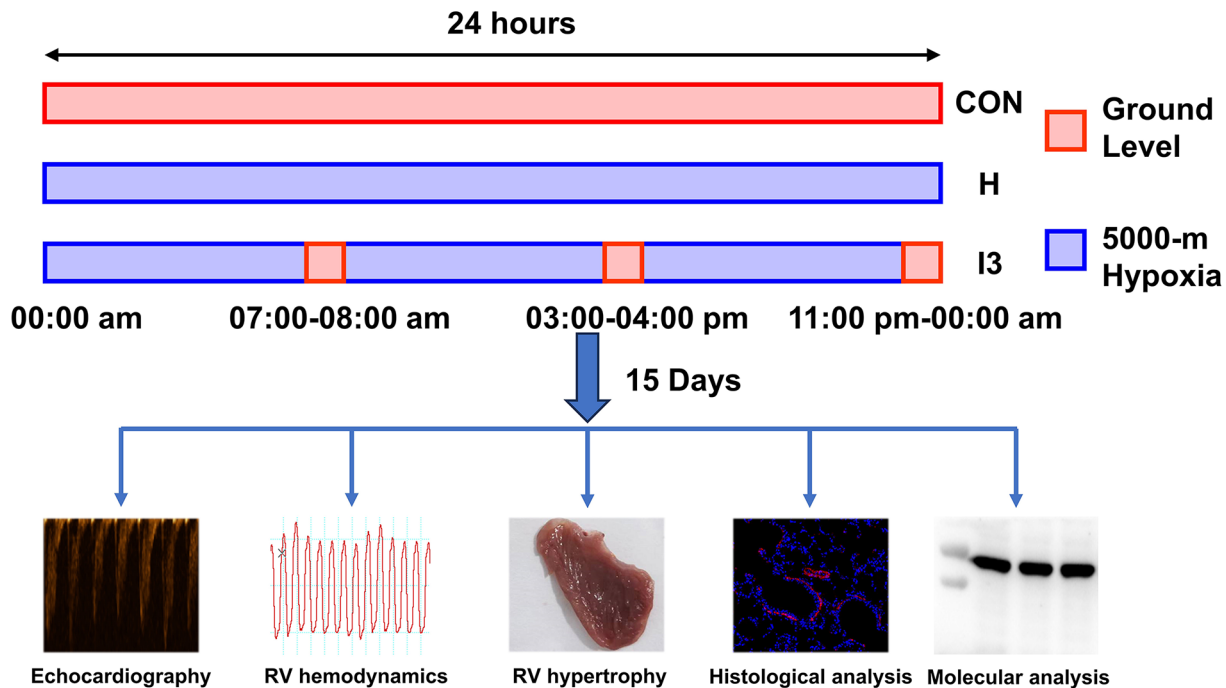 24 hours
CON
Ground
Level
H
5000-m
Hypoxia
I3
00:00 am
07:00-08:00 am
03:00-04:00 pm
11:00 pm-00:00 am
15 Days
Echocardiography
RV hemodynamics
RV hypertrophy
Histological analysis
Molecular analysis